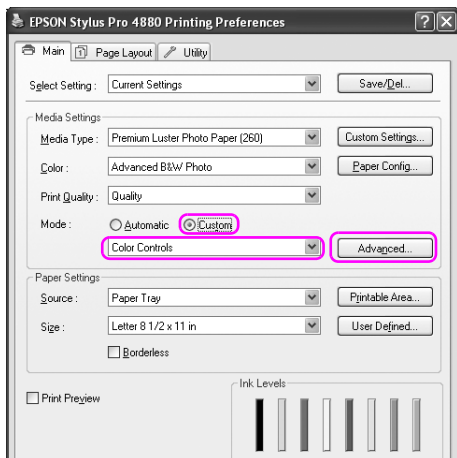 EPSON Stylus Pro 4880 Printing Preferences
Main Page Layout Utility
Select Setting : Current Settings Save/Del...
Media Settings
Media Type : Premium Luster Photo Paper (260) Custom Settings...
Color : Advanced B&W Photo Paper Config...
Print Quality : Quality
Mode : Automatic Custom
Color Controls Advanced...
Paper Settings
Source : Paper Tray Printable Area...
Size : Letter 8 1/2 x 11 in User Defined...
Borderless
Print Preview Ink Levels